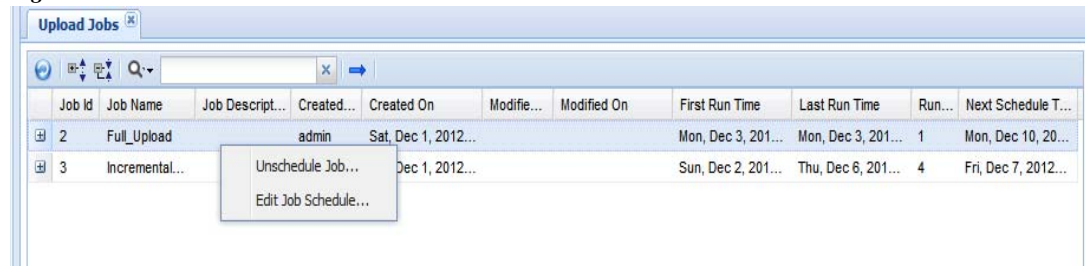 Upload Jobs
Job Id Job Name Job Descript... Created... Created On Modifie... Modified On First Run Time Last Run Time Run... Next Schedule T...
2 Full_Upload admin Sat, Dec 1, 2012... Mon, Dec 3, 201... Mon, Dec 3, 201... 1 Mon, Dec 10, 20...
3 Incremental... Dec 1, 2012... Sun, Dec 2, 201... Thu, Dec 6, 201... 4 Fri, Dec 7, 2012...
Unschedule Job...
Edit Job Schedule...